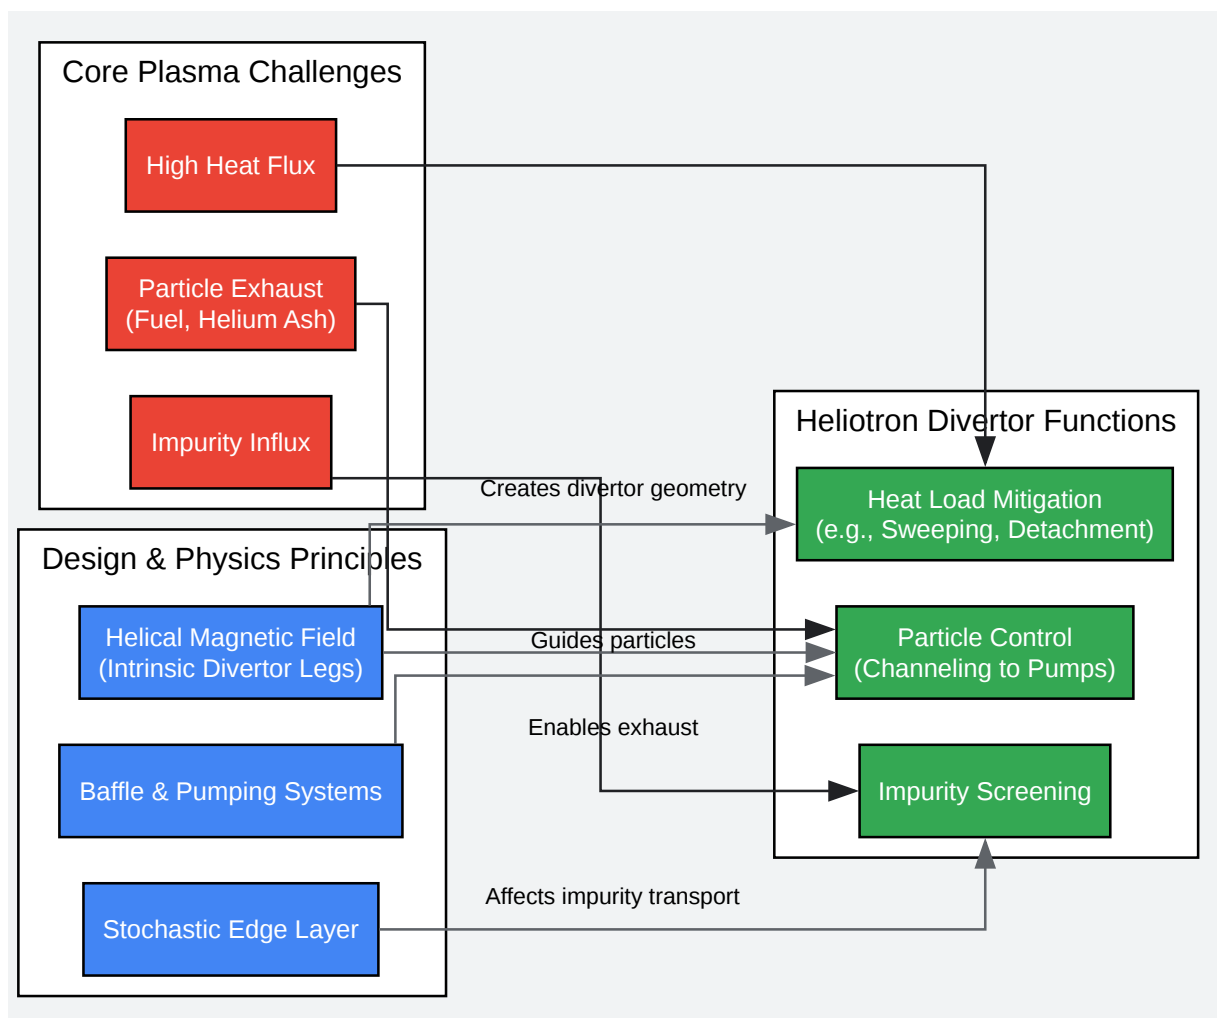 Core Plasma Challenges
High Heat Flux
Particle Exhaust
(Fuel, Helium Ash)
Impurity Influx
Design & Physics Principles
Helical Magnetic Field
(Intrinsic Divertor Legs)
Baffle & Pumping Systems
Stochastic Edge Layer
Creates divertor geometry
Guides particles
Enables exhaust
Affects impurity transport
Heliotron Divertor Functions
Heat Load Mitigation
(e.g., Sweeping, Detachment)
Particle Control
(Channeling to Pumps)
Impurity Screening